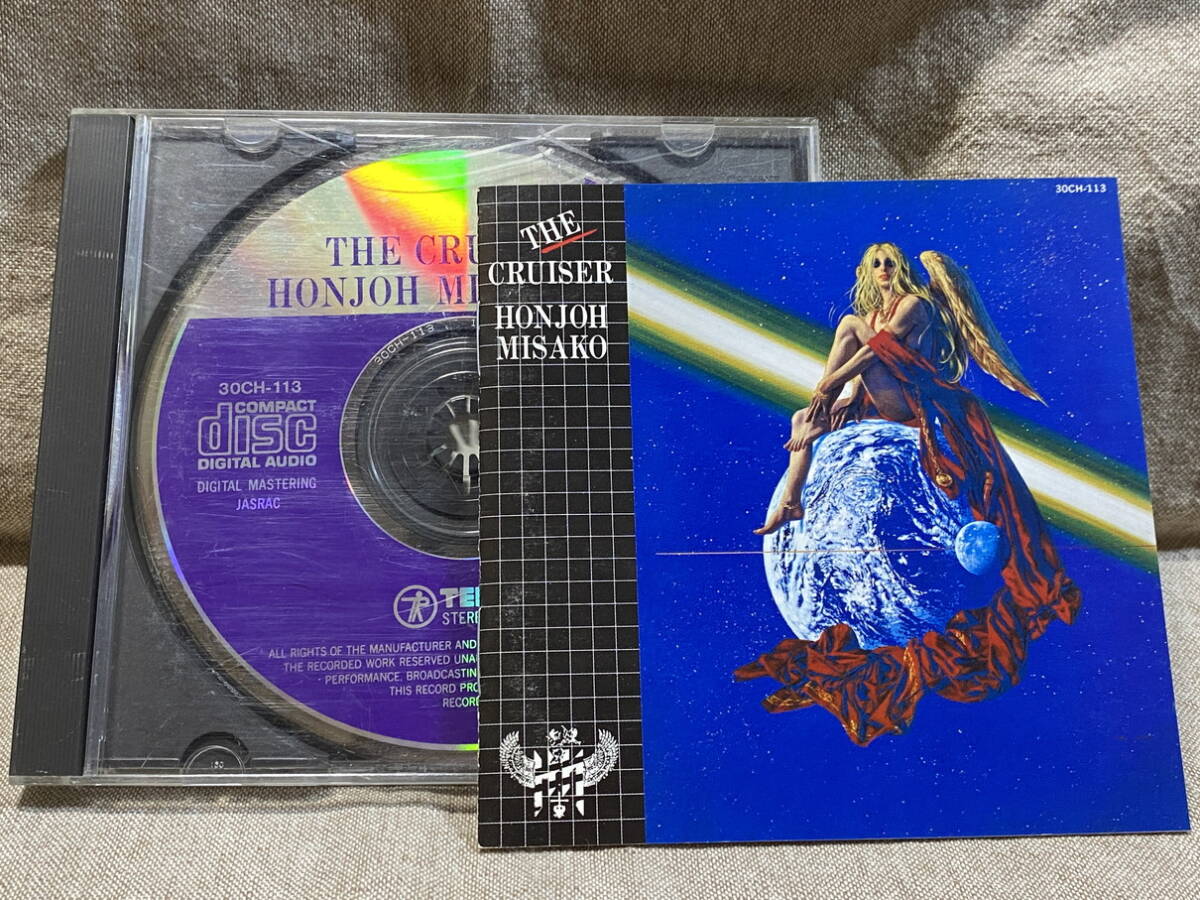 THE CRU
HONJOH MI
30CH-113
30CH-113
COMPACT
disc
DIGITAL AUDIO
DIGITAL MASTERING
JASRAC
STERE
ALL RIGHTS OF THE MANUFACTURER AND
THE RECORDED WORK RESERVED UNAU
PERFORMANCE. BROADCASTIN
THIS RECORD PRO
RECOR
THE
CRUISER
HONJOH
MISAKO
30CH-113